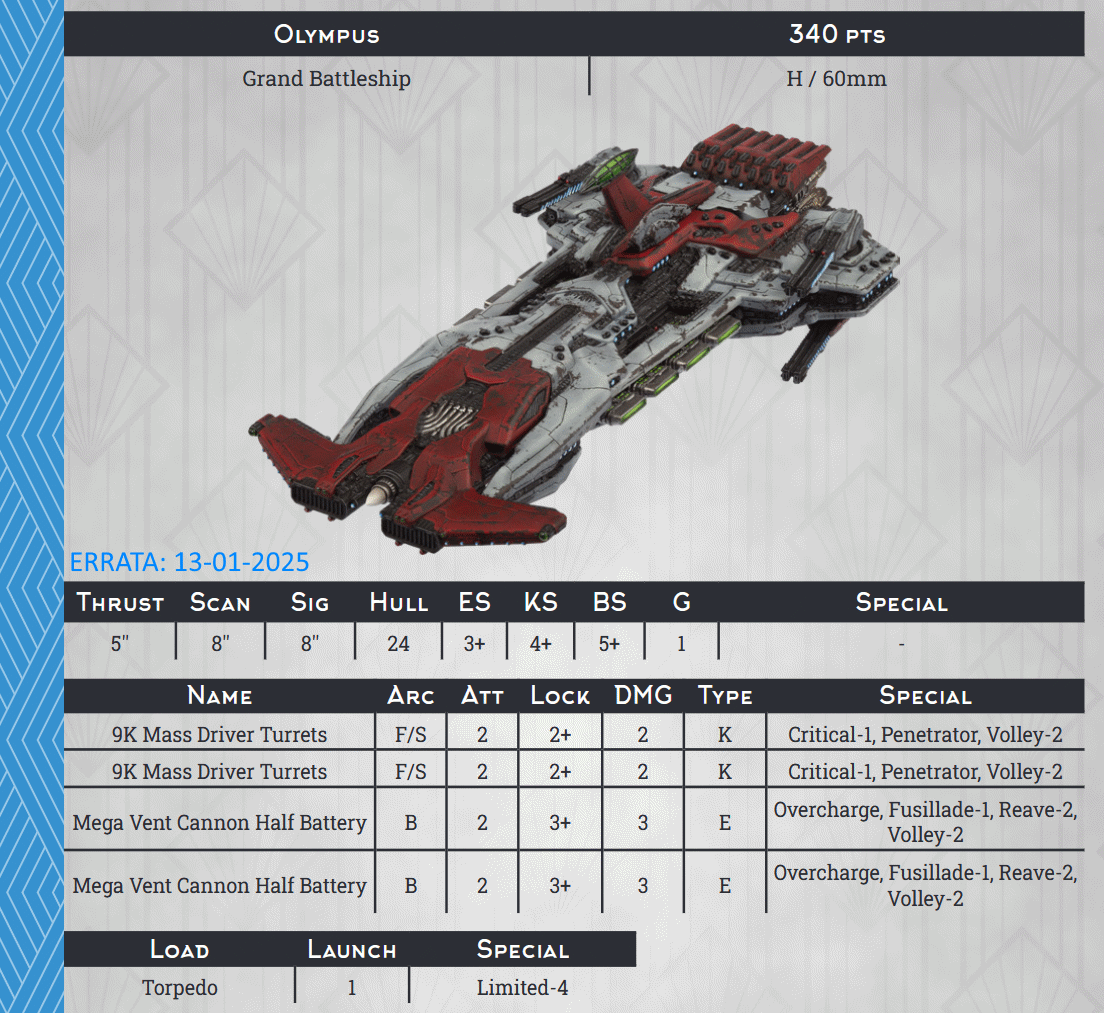 OLYMPUS 340 PTS
Grand Battleship H / 60mm
ERRATA: 13-01-2025
THRUST SCAN SIG HULL ES KS BS G SPECIAL
5" 8" 8" 24 3+ 4+ 5+ 1 -
NAME ARC ATT LOCK DMG TYPE SPECIAL
9K Mass Driver Turrets F/S 2 2+ 2 K Critical-1, Penetrator, Volley-2
9K Mass Driver Turrets F/S 2 2+ 2 K Critical-1, Penetrator, Volley-2
Mega Vent Cannon Half Battery B 2 3+ 3 E Overcharge, Fusillade-1, Reave-2,
Volley-2
Mega Vent Cannon Half Battery B 2 3+ 3 E Overcharge, Fusillade-1, Reave-2,
Volley-2
LOAD LAUNCH SPECIAL
Torpedo 1 Limited-4